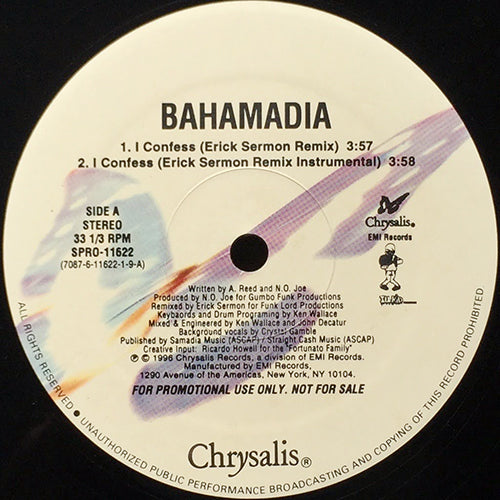 BAHAMADIA
1. I Confess (Erick Sermon Remix) 3:57
2. I Confess (Erick Sermon Remix Instrumental) 3:58
SIDE A
STEREO
33 1/3 RPM
SPRO-11622
(7087-6-11622-1-9-A)
Chrysalis®
EMI Records
Written by A. Reed and N.O. Joe
Produced by N.O. Joe for Gumbo Funk Productions
Remixed by Erick Sermon for Funk Lord Productions
Keybaords and Drum Programing by Ken Wallace
Mixed & Engineered by Ken Wallace and John Decatur
Background vocals by Crystal Gamble
Published by Samadia Music (ASCAP) / Straight Cash Music (ASCAP)
Creative Input: Ricardo Howell for the "Fortunato Family"
℗ © 1996 Chrysalis Records, a division of EMI Records.
Manufactured by EMI Records.
1290 Avenue of the Americas, New York, NY 10104.
FOR PROMOTIONAL USE ONLY. NOT FOR SALE
Chrysalis®
ALL RIGHTS RESERVED • UNAUTHORIZED PUBLIC PERFORMANCE BROADCASTING AND COPYING OF THIS RECORD PROHIBITED